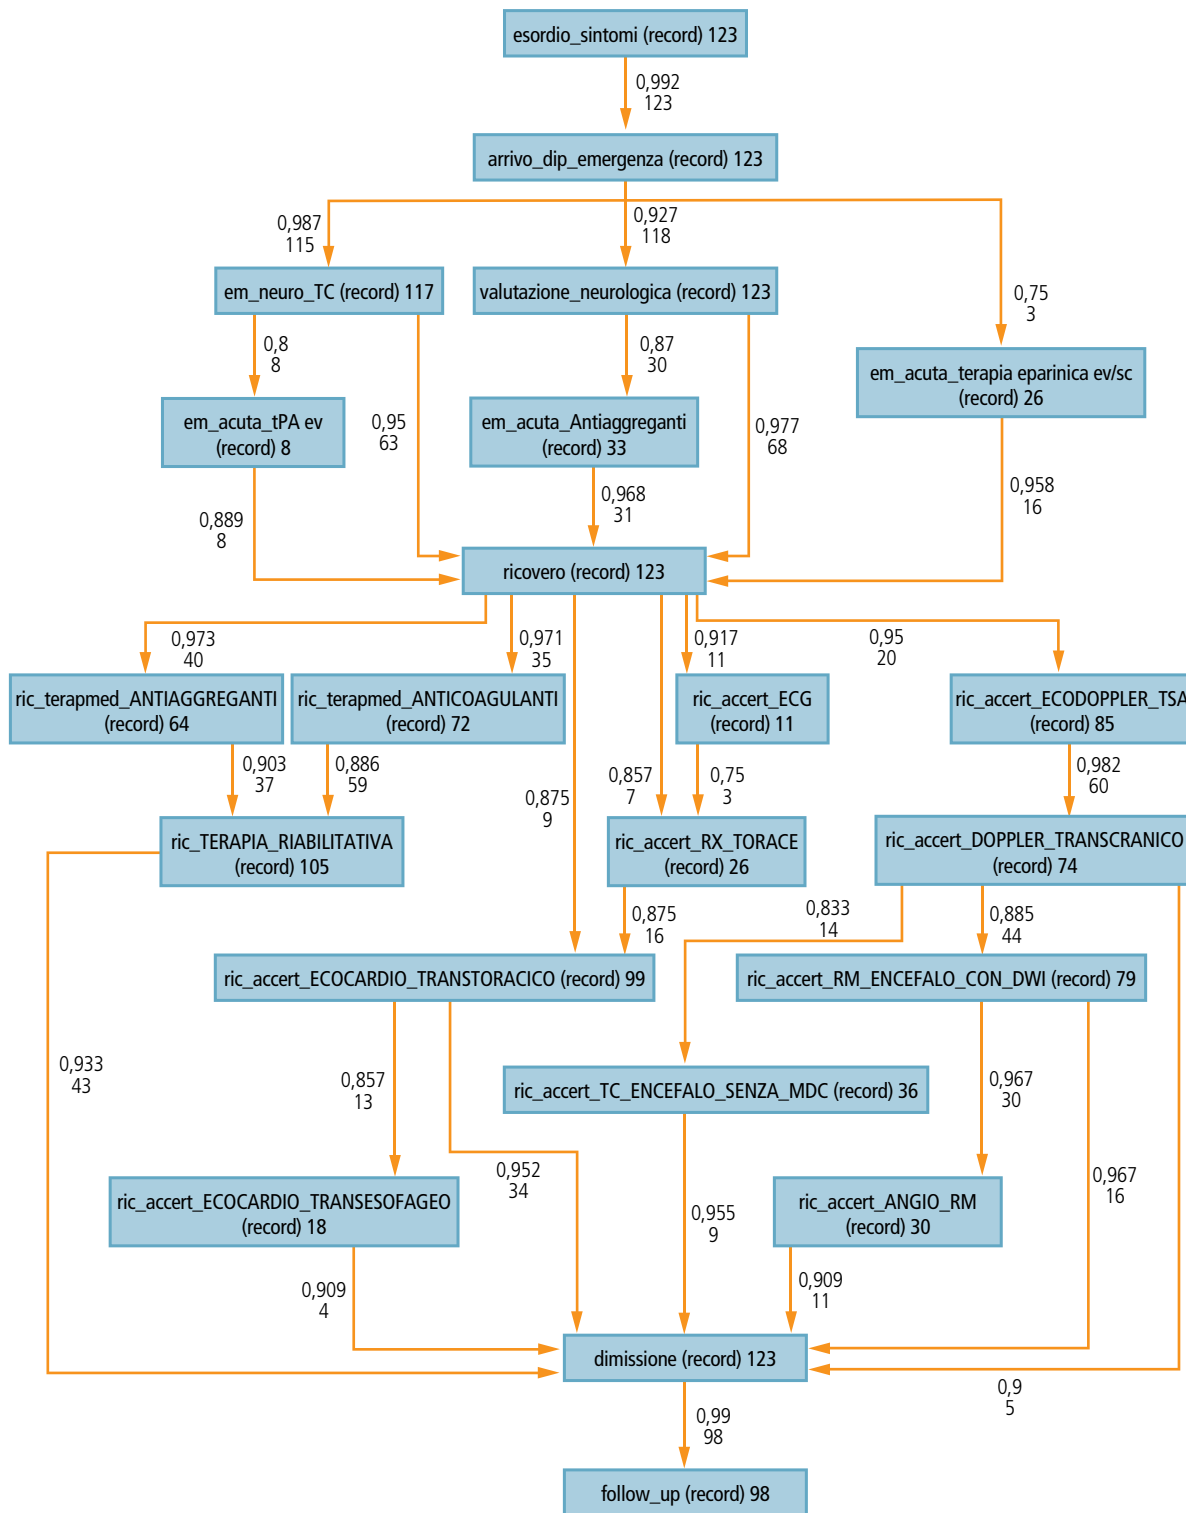 esordio_sintomi (record) 123
0,992
123
arrivo_dip_emergenza (record) 123
0,987
115
0,927
118
0,75
3
em_neuro_TC (record) 117
valutazione_neurologica (record) 123
em_acuta_terapia eparinica ev/sc
(record) 26
0,8
8
0,95
63
0,87
30
0,977
68
em_acuta_tPA ev
(record) 8
em_acuta_Antiaggreganti
(record) 33
0,889
8
0,968
31
0,958
16
ricovero (record) 123
0,973
40
0,971
35
0,875
9
0,857
7
0,917
11
0,95
20
ric_terapmed_ANTIAGGREGANTI
(record) 64
ric_terapmed_ANTICOAGULANTI
(record) 72
ric_accert_ECG
(record) 11
ric_accert_ECODOPPLER_TSA
(record) 85
0,903
37
0,886
59
0,75
3
0,982
60
ric_TERAPIA_RIABILITATIVA
(record) 105
ric_accert_RX_TORACE
(record) 26
ric_accert_DOPPLER_TRANSCRANICO
(record) 74
0,875
16
0,833
14
0,885
44
ric_accert_ECOCARDIO_TRANSTORACICO (record) 99
ric_accert_RM_ENCEFALO_CON_DWI (record) 79
0,933
43
0,857
13
0,952
34
ric_accert_TC_ENCEFALO_SENZA_MDC (record) 36
0,967
30
0,967
16
ric_accert_ECOCARDIO_TRANSESOFAGEO
(record) 18
0,955
9
ric_accert_ANGIO_RM
(record) 30
0,909
4
0,909
11
dimissione (record) 123
0,9
5
0,99
98
follow_up (record) 98